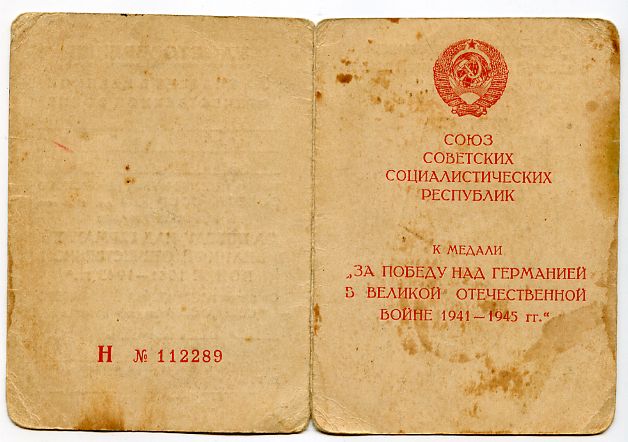 Н № 112289
СОЮЗ
СОВЕТСКИХ
СОЦИАЛИСТИЧЕСКИХ
РЕСПУБЛИК
К МЕДАЛИ
„ЗА ПОБЕДУ НАД ГЕРМАНИЕЙ
В ВЕЛИКОЙ ОТЕЧЕСТВЕННОЙ
ВОЙНЕ 1941—1945 гг.“